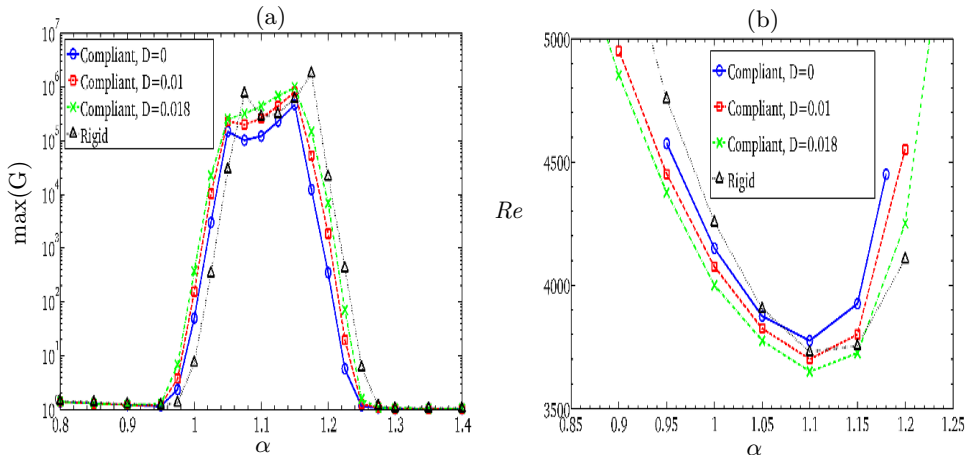 (a)
max(G)
10^7
10^6
10^5
10^4
10^3
10^2
10^1
10^0
Compliant, D=0
Compliant, D=0.01
Compliant, D=0.018
Rigid
0.8 0.9 1 1.1 1.2 1.3 1.4
α
(b)
Re
5000
4500
4000
3500
Compliant, D=0
Compliant, D=0.01
Compliant, D=0.018
Rigid
0.85 0.9 0.95 1 1.05 1.1 1.15 1.2 1.25
α